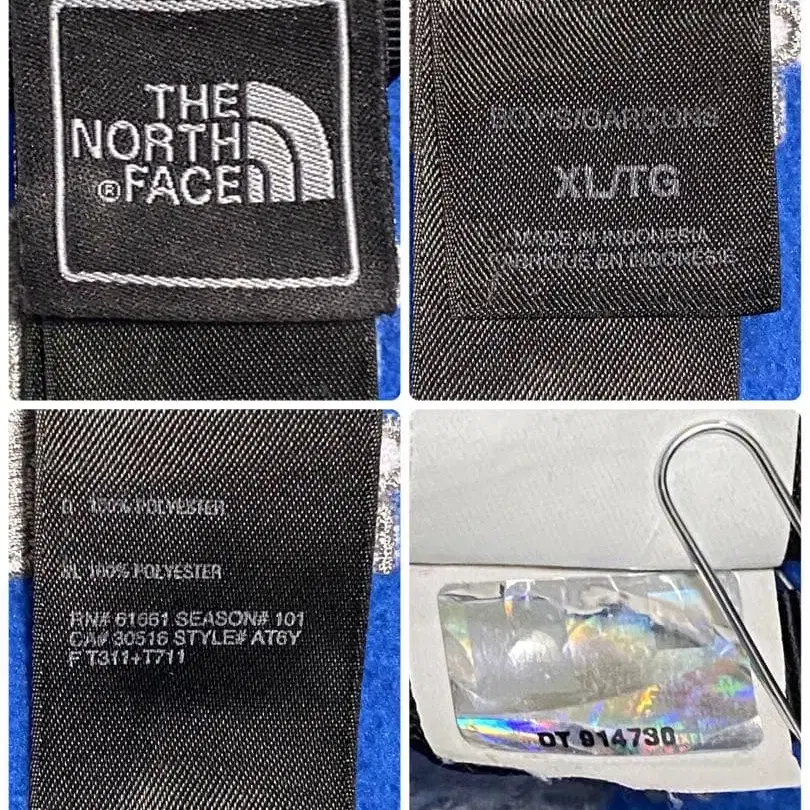 THE
NORTH
® FACE
BOY'S/GARÇONS
XL/TG
MADE IN INDONESIA
FABRIQUE EN INDONESIE
100% POLYESTER
100% POLYESTER
RN# 61661 SEASON# 101
CA# 30516 STYLE# AT6Y
F T311+T711
DT 914730